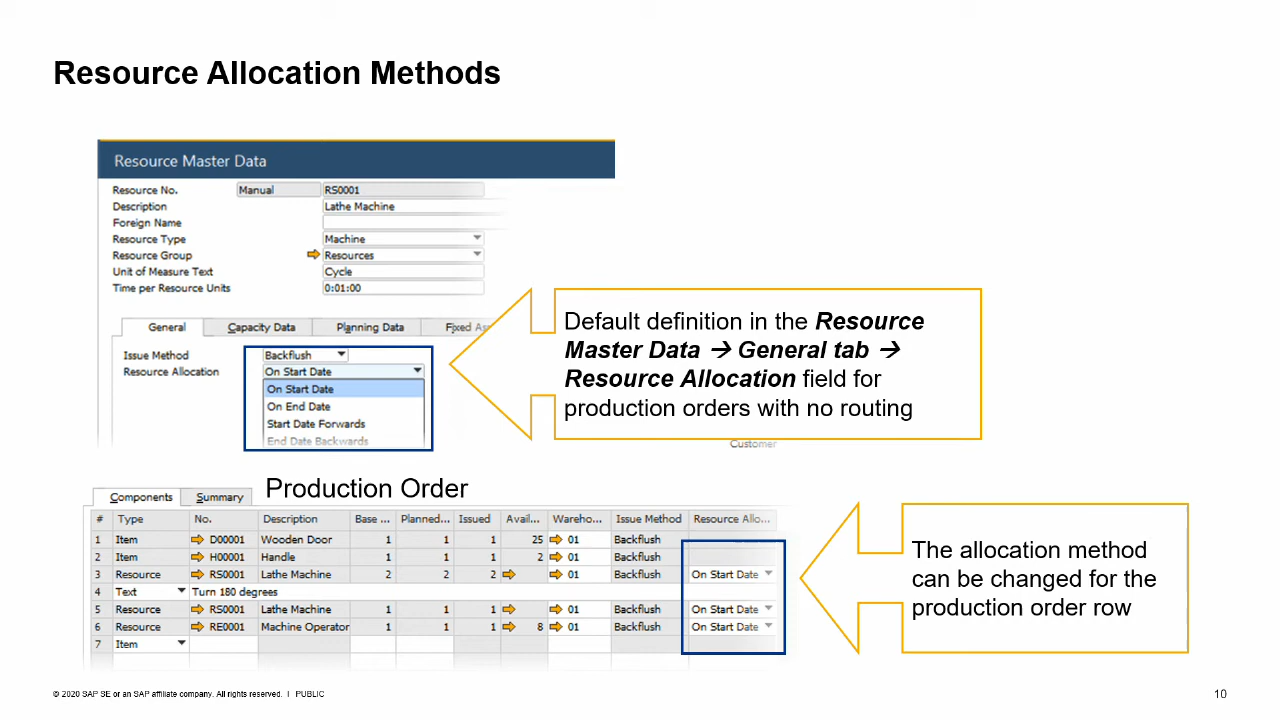 Resource Allocation Methods
Resource Master Data
Resource No. Manual RS0001
Description Lathe Machine
Foreign Name
Resource Type Machine
Resource Group Resources
Unit of Measure Text Cycle
Time per Resource Units 0:01:00
General Capacity Data Planning Data Fixed Ass
Issue Method Backflush
Resource Allocation On Start Date
On Start Date
On End Date
Start Date Forwards
End Date Backwards
Default definition in the Resource
Master Data → General tab →
Resource Allocation field for
production orders with no routing
Customer
Components Summary Production Order
# Type No. Description Base ... Planned... Issued Avail... Wareho... Issue Method Resource Allo...
1 Item D00001 Wooden Door 1 1 1 25 01 Backflush
2 Item H00001 Handle 1 1 1 2 01 Backflush
3 Resource RS0001 Lathe Machine 2 2 2 01 Backflush On Start Date
4 Text Turn 180 degrees
5 Resource RS0001 Lathe Machine 1 1 1 01 Backflush On Start Date
6 Resource RE0001 Machine Operator 1 1 1 8 01 Backflush On Start Date
7 Item
The allocation method
can be changed for the
production order row
© 2020 SAP SE or an SAP affiliate company. All rights reserved. | PUBLIC
10